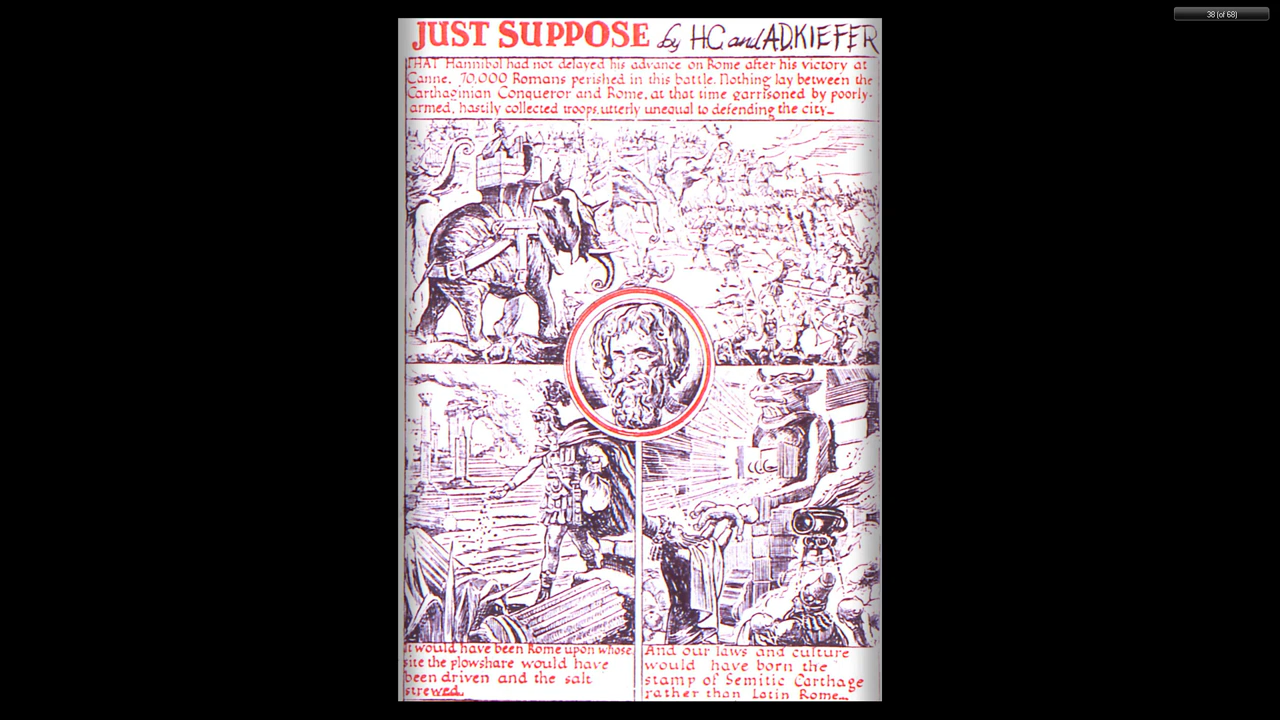 38 (of 68)
JUST SUPPOSE by H.C. and A.D. KIEFER
THAT Hannibal had not delayed his advance on Rome after his victory at
Canne. 70,000 Romans perished in this battle. Nothing lay between the
Carthaginian Conqueror and Rome, at that time garrisoned by poorly-
armed, hastily collected troops, utterly unequal to defending the city_
It would have been Rome upon whose
site the plowshare would have
been driven and the salt
strewed.
And our laws and culture
would have born the
stamp of Semitic Carthage
rather than Latin Rome_